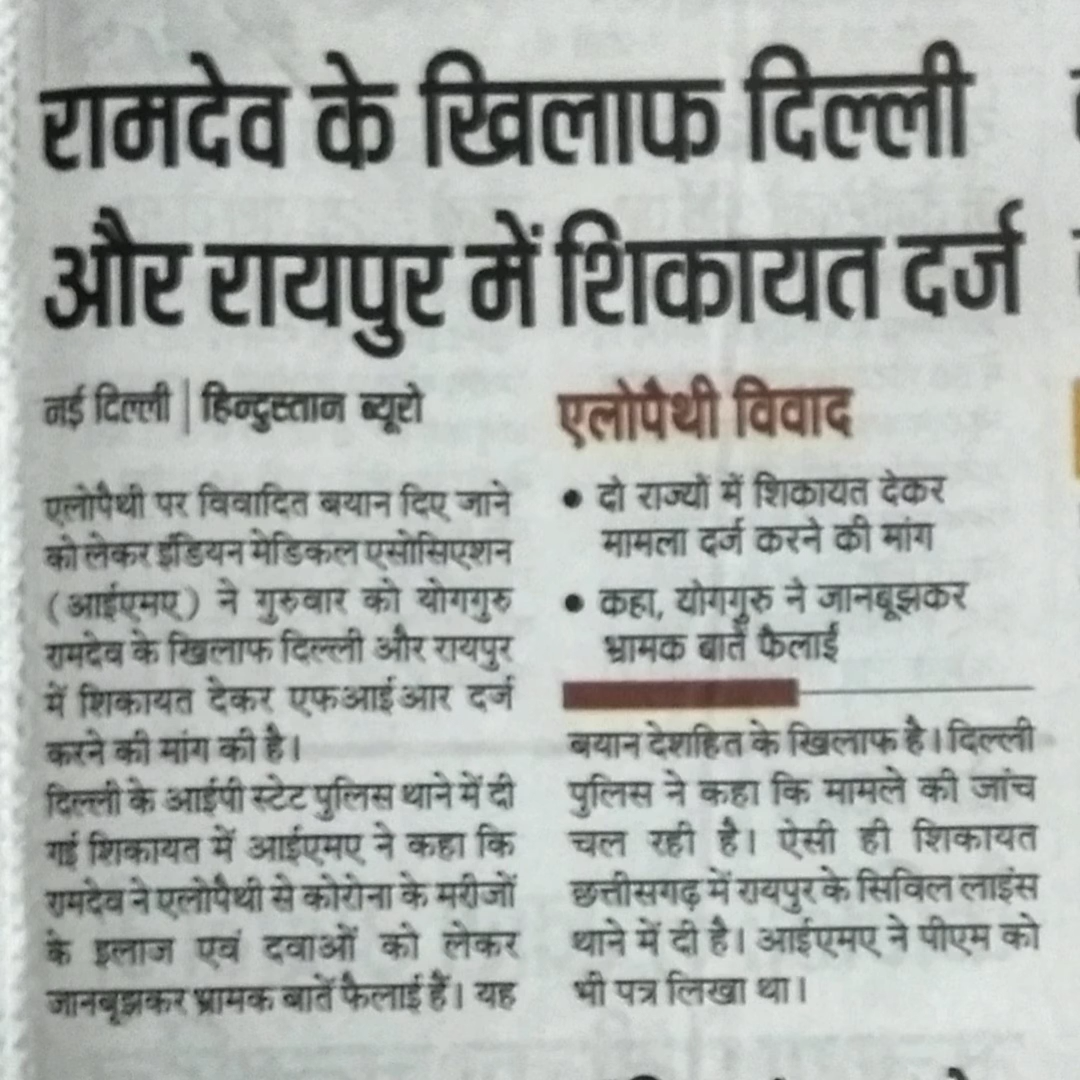 रामदेव के खिलाफ दिल्ली
और रायपुर में शिकायत दर्ज
नई दिल्ली | हिन्दुस्तान ब्यूरो
एलोपैथी पर विवादित बयान दिए जाने
को लेकर इंडियन मेडिकल एसोसिएशन
(आईएमए) ने गुरुवार को योगगुरु
रामदेव के खिलाफ दिल्ली और रायपुर
में शिकायत देकर एफआईआर दर्ज
करने की मांग की है।
दिल्ली के आईपी स्टेट पुलिस थाने में दी
गई शिकायत में आईएमए ने कहा कि
रामदेव ने एलोपैथी से कोरोना के मरीजों
के इलाज एवं दवाओं को लेकर
जानबूझकर भ्रामक बातें फैलाई हैं। यह
एलोपैथी विवाद
• दो राज्यों में शिकायत देकर
मामला दर्ज करने की मांग
• कहा, योगगुरु ने जानबूझकर
भ्रामक बातें फैलाईं
बयान देशहित के खिलाफ है। दिल्ली
पुलिस ने कहा कि मामले की जांच
चल रही है। ऐसी ही शिकायत
छत्तीसगढ़ में रायपुर के सिविल लाइंस
थाने में दी है। आईएमए ने पीएम को
भी पत्र लिखा था।